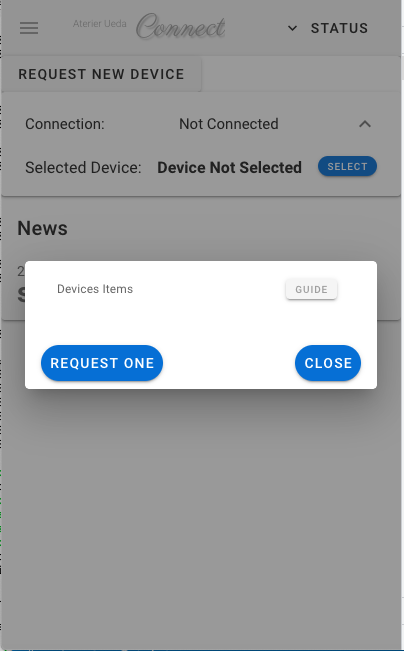 Atelier Ueda Connect STATUS
REQUEST NEW DEVICE
Connection: Not Connected
Selected Device: Device Not Selected SELECT
News
2
S
Devices Items GUIDE
REQUEST ONE CLOSE